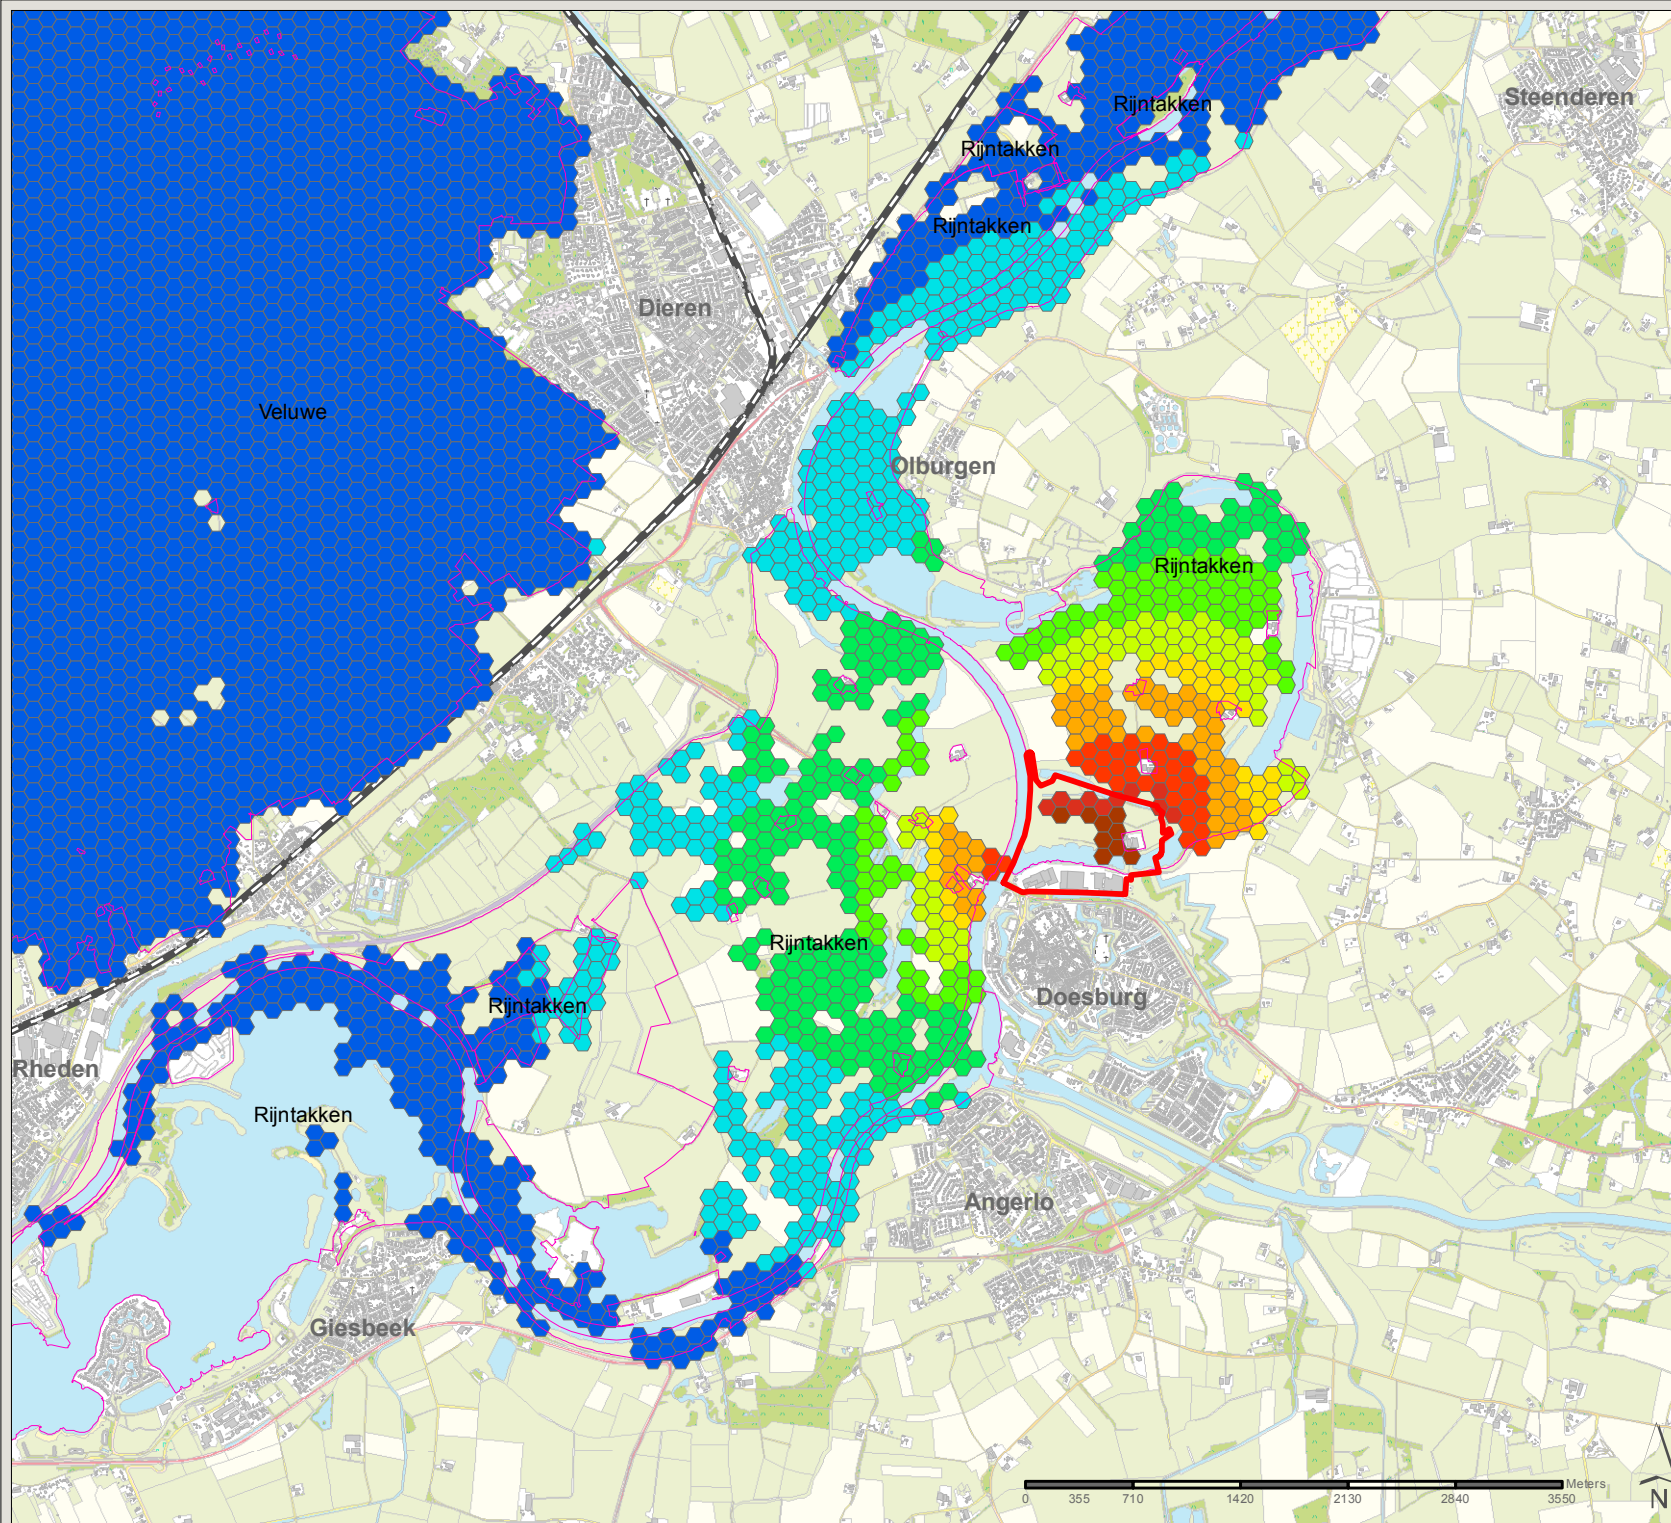 Steenderen
Rijntakken
Rijntakken
Rijntakken
Dieren
Veluwe
Olburgen
Rijntakken
Rijntakken
Doesburg
Rijntakken
Rheden
Rijntakken
Angerlo
Giesbeek
Meters
0 355 710 1420 2130 2840 3550
N